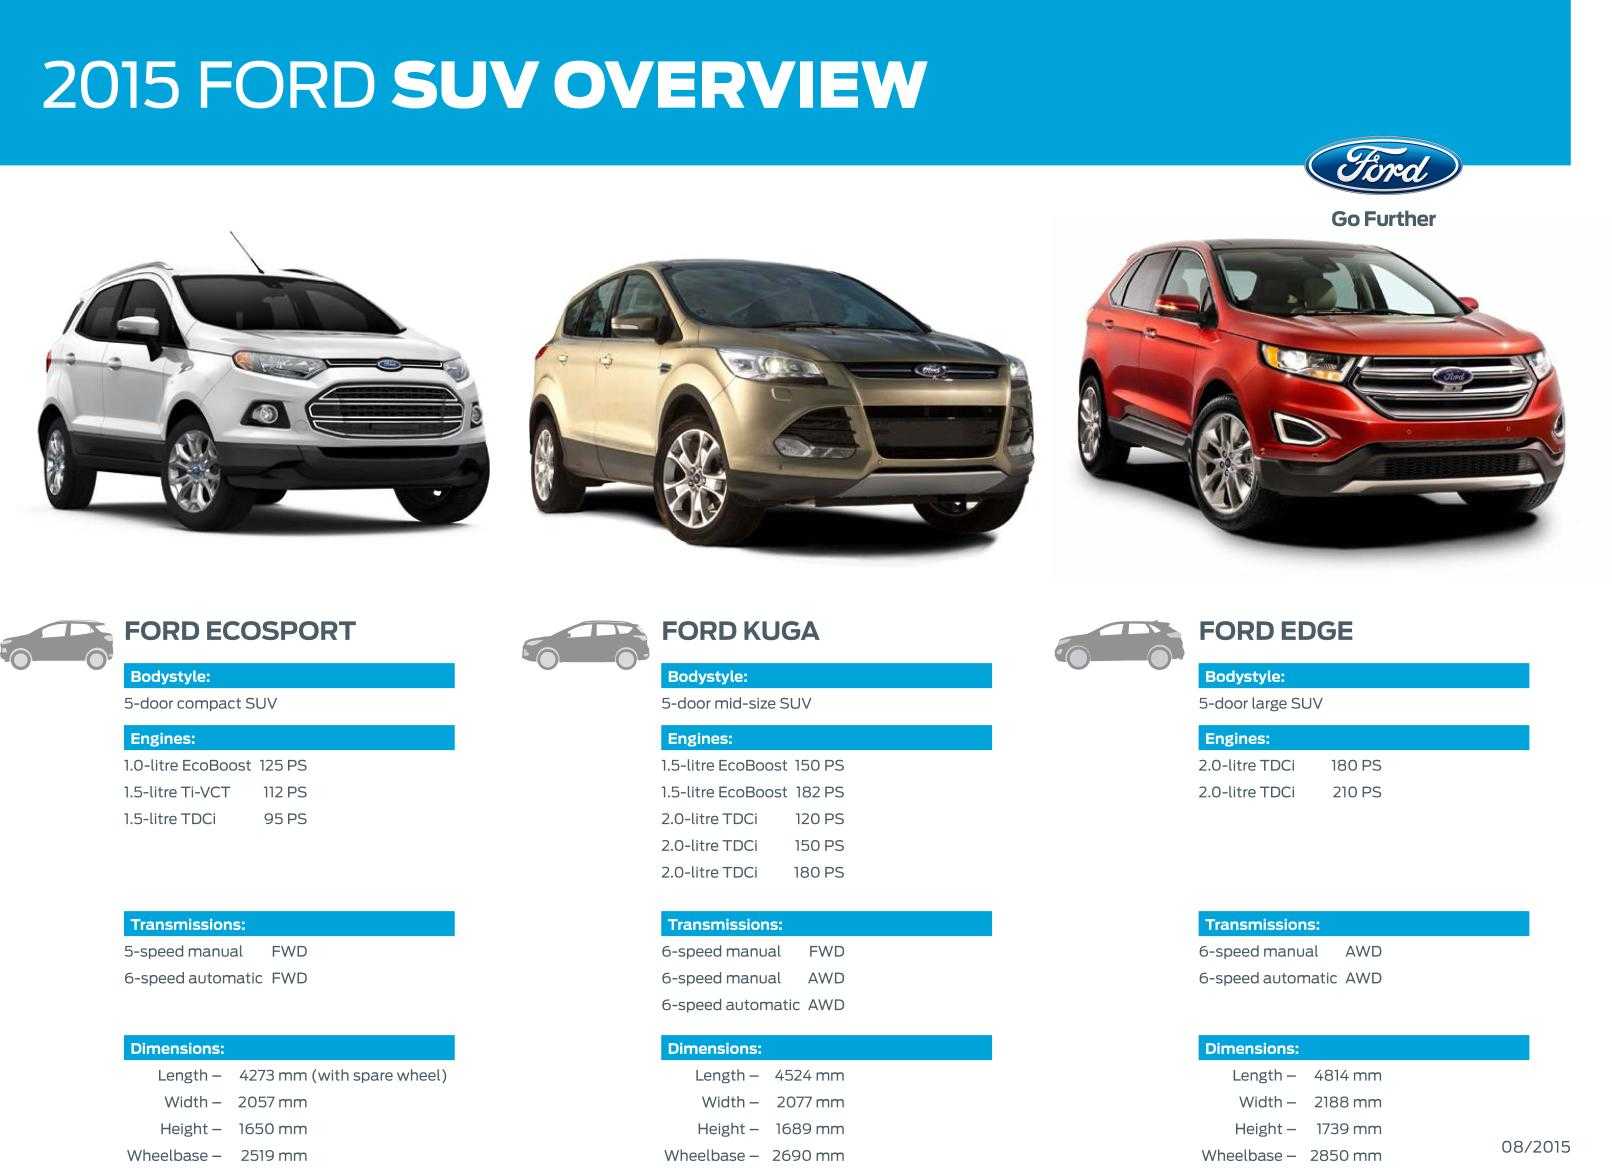 2015 FORD SUV OVERVIEW
Ford
Go Further
FORD ECOSPORT
Bodystyle:
5-door compact SUV
Engines:
1.0-litre EcoBoost 125 PS
1.5-litre Ti-VCT 112 PS
1.5-litre TDCi 95 PS
Transmissions:
5-speed manual FWD
6-speed automatic FWD
Dimensions:
Length – 4273 mm (with spare wheel)
Width – 2057 mm
Height – 1650 mm
Wheelbase – 2519 mm
FORD KUGA
Bodystyle:
5-door mid-size SUV
Engines:
1.5-litre EcoBoost 150 PS
1.5-litre EcoBoost 182 PS
2.0-litre TDCi 120 PS
2.0-litre TDCi 150 PS
2.0-litre TDCi 180 PS
Transmissions:
6-speed manual FWD
6-speed manual AWD
6-speed automatic AWD
Dimensions:
Length – 4524 mm
Width – 2077 mm
Height – 1689 mm
Wheelbase – 2690 mm
FORD EDGE
Bodystyle:
5-door large SUV
Engines:
2.0-litre TDCi 180 PS
2.0-litre TDCi 210 PS
Transmissions:
6-speed manual AWD
6-speed automatic AWD
Dimensions:
Length – 4814 mm
Width – 2188 mm
Height – 1739 mm
Wheelbase – 2850 mm
08/2015